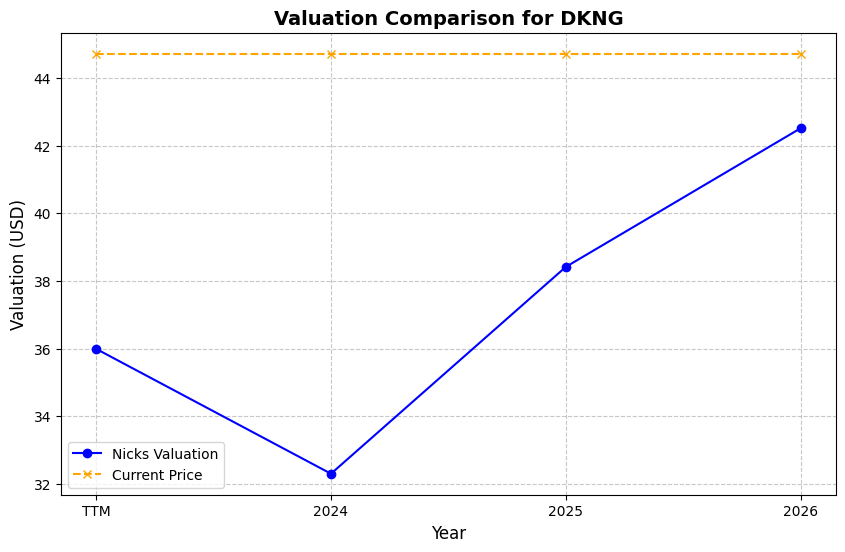 Valuation Comparison for DKNG
Valuation (USD)
44
42
40
38
36
34
32
Nicks Valuation
Current Price
TTM 2024 2025 2026
Year